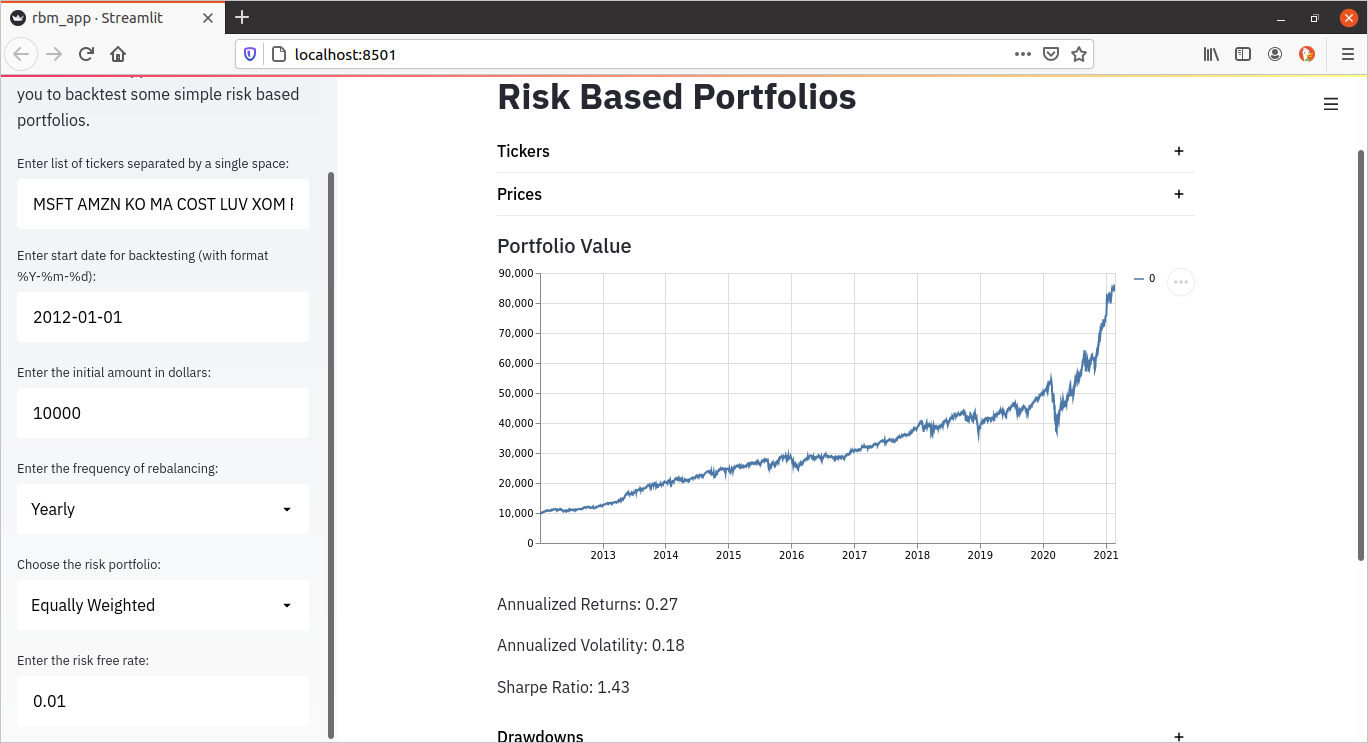 rbm_app · Streamlit
localhost:8501
you to backtest some simple risk based
portfolios.
Enter list of tickers separated by a single space:
MSFT AMZN KO MA COST LUV XOM
Enter start date for backtesting (with format
%Y-%m-%d):
2012-01-01
Enter the initial amount in dollars:
10000
Enter the frequency of rebalancing:
Yearly
Choose the risk portfolio:
Equally Weighted
Enter the risk free rate:
0.01
Risk Based Portfolios
Tickers +
Prices +
Portfolio Value
90,000
80,000
70,000
60,000
50,000
40,000
30,000
20,000
10,000
0
2013 2014 2015 2016 2017 2018 2019 2020 2021
0
Annualized Returns: 0.27
Annualized Volatility: 0.18
Sharpe Ratio: 1.43
Drawdowns +